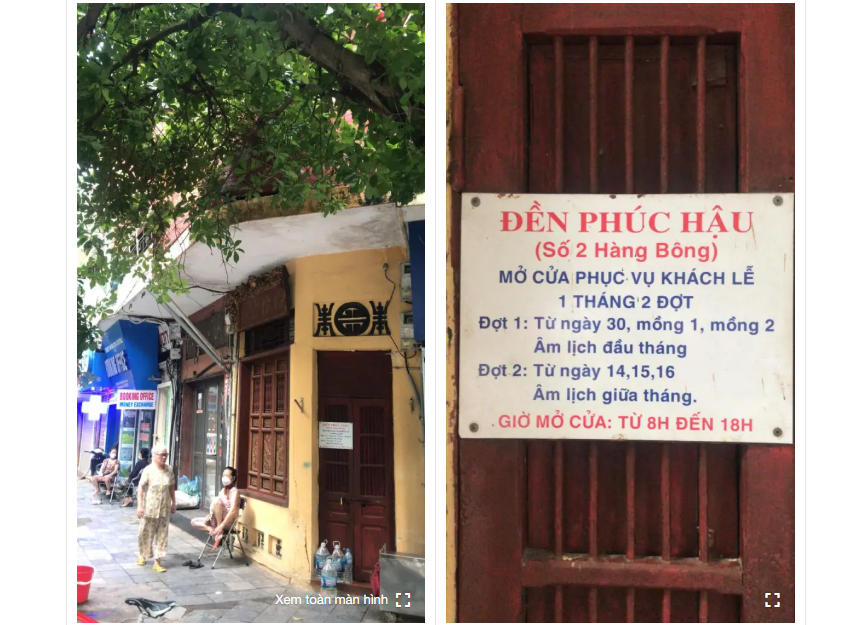 BOOKING OFFICE
MONEY EXCHANGE
Xem toàn màn hình
ĐỀN PHÚC HẬU
(Số 2 Hàng Bông)
MỞ CỬA PHỤC VỤ KHÁCH LỄ
1 THÁNG 2 ĐỢT
Đợt 1: Từ ngày 30, mồng 1, mồng 2
Âm lịch đầu tháng
Đợt 2: Từ ngày 14,15,16
Âm lịch giữa tháng.
GIỜ MỞ CỬA: TỪ 8H ĐẾN 18H